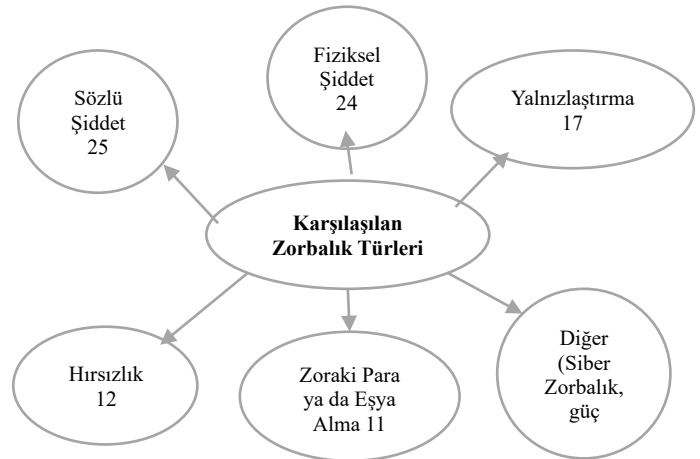 Fiziksel
Şiddet
24
Sözlü
Şiddet
25
Yalnızlaştırma
17
Karşılaşılan
Zorbalık Türleri
Hırsızlık
12
Zoraki Para
ya da Eşya
Alma 11
Diğer
(Siber
Zorbalık,
güç